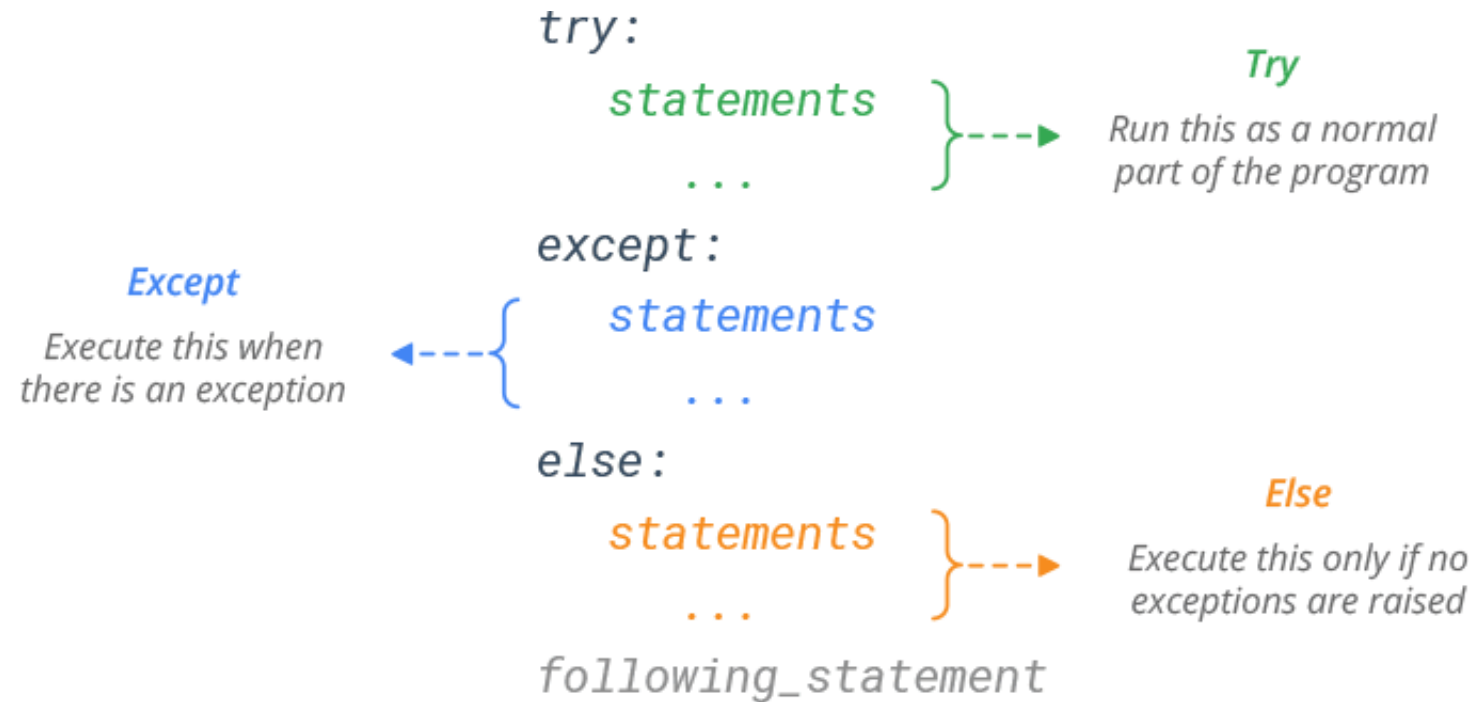 try:
Try
statements
Run this as a normal
part of the program
...
except:
Except
statements
Execute this when
there is an exception
...
else:
Else
statements
Execute this only if no
exceptions are raised
...
following_statement